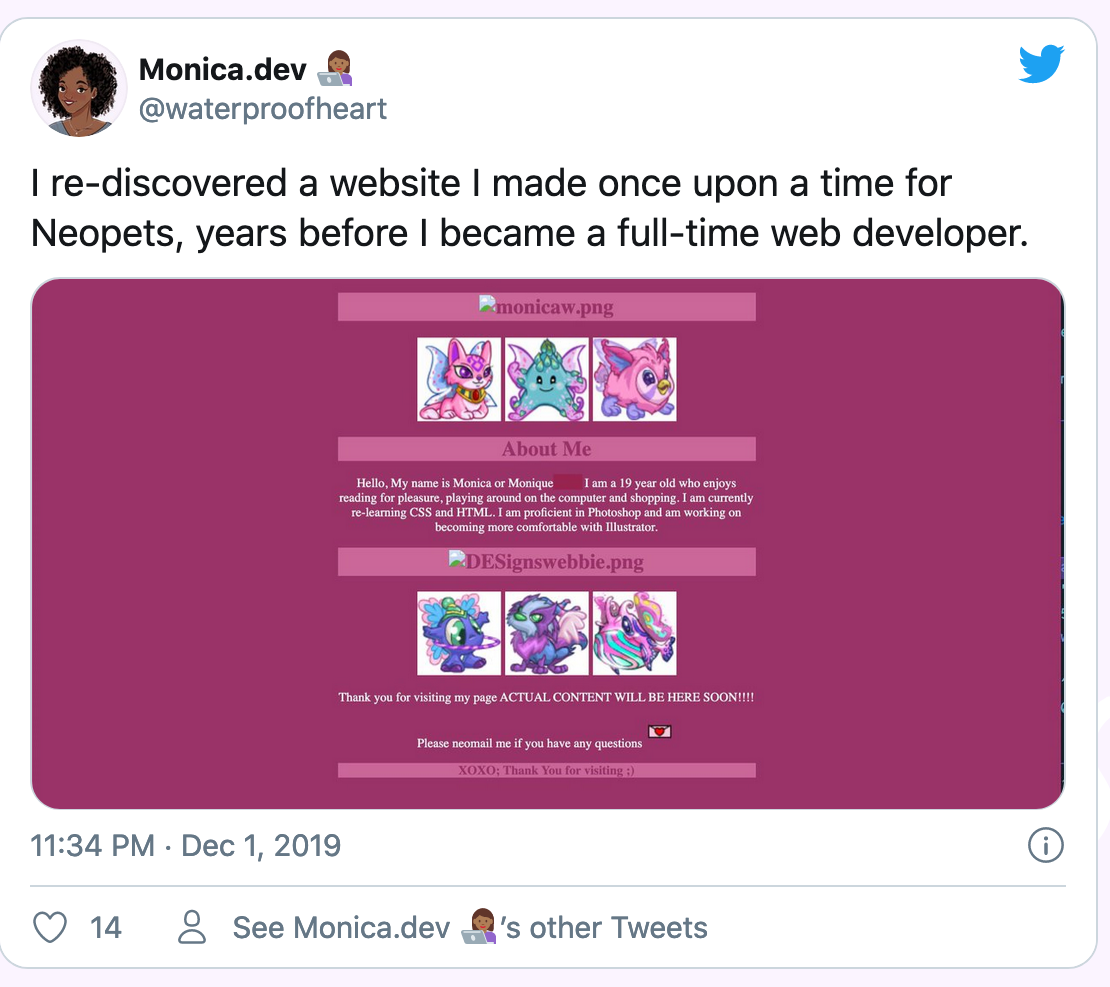 Monica.dev 👩🏾‍💻
@waterproofheart
I re-discovered a website I made once upon a time for
Neopets, years before I became a full-time web developer.
monicaw.png
About Me
Hello, My name is Monica or Monique I am a 19 year old who enjoys
reading for pleasure, playing around on the computer and shopping. I am currently
re-learning CSS and HTML. I am proficient in Photoshop and am working on
becoming more comfortable with Illustrator.
DESignswebbie.png
Thank you for visiting my page ACTUAL CONTENT WILL BE HERE SOON!!!!
Please neomail me if you have any questions
XOXO; Thank You for visiting ;)
11:34 PM · Dec 1, 2019
14 See Monica.dev 👩🏾‍💻's other Tweets